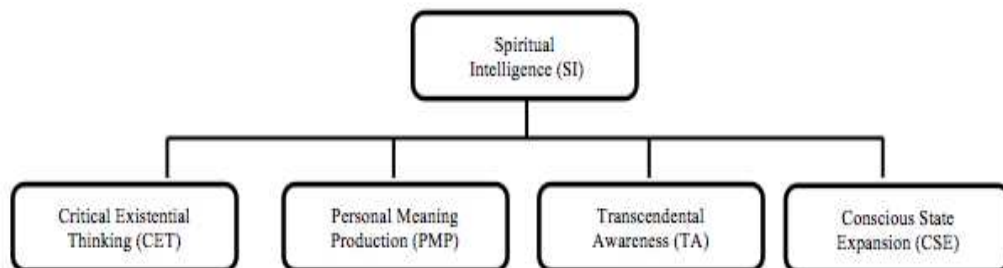 Spiritual
Intelligence (SI)
Critical Existential
Thinking (CET)
Personal Meaning
Production (PMP)
Transcendental
Awareness (TA)
Conscious State
Expansion (CSE)